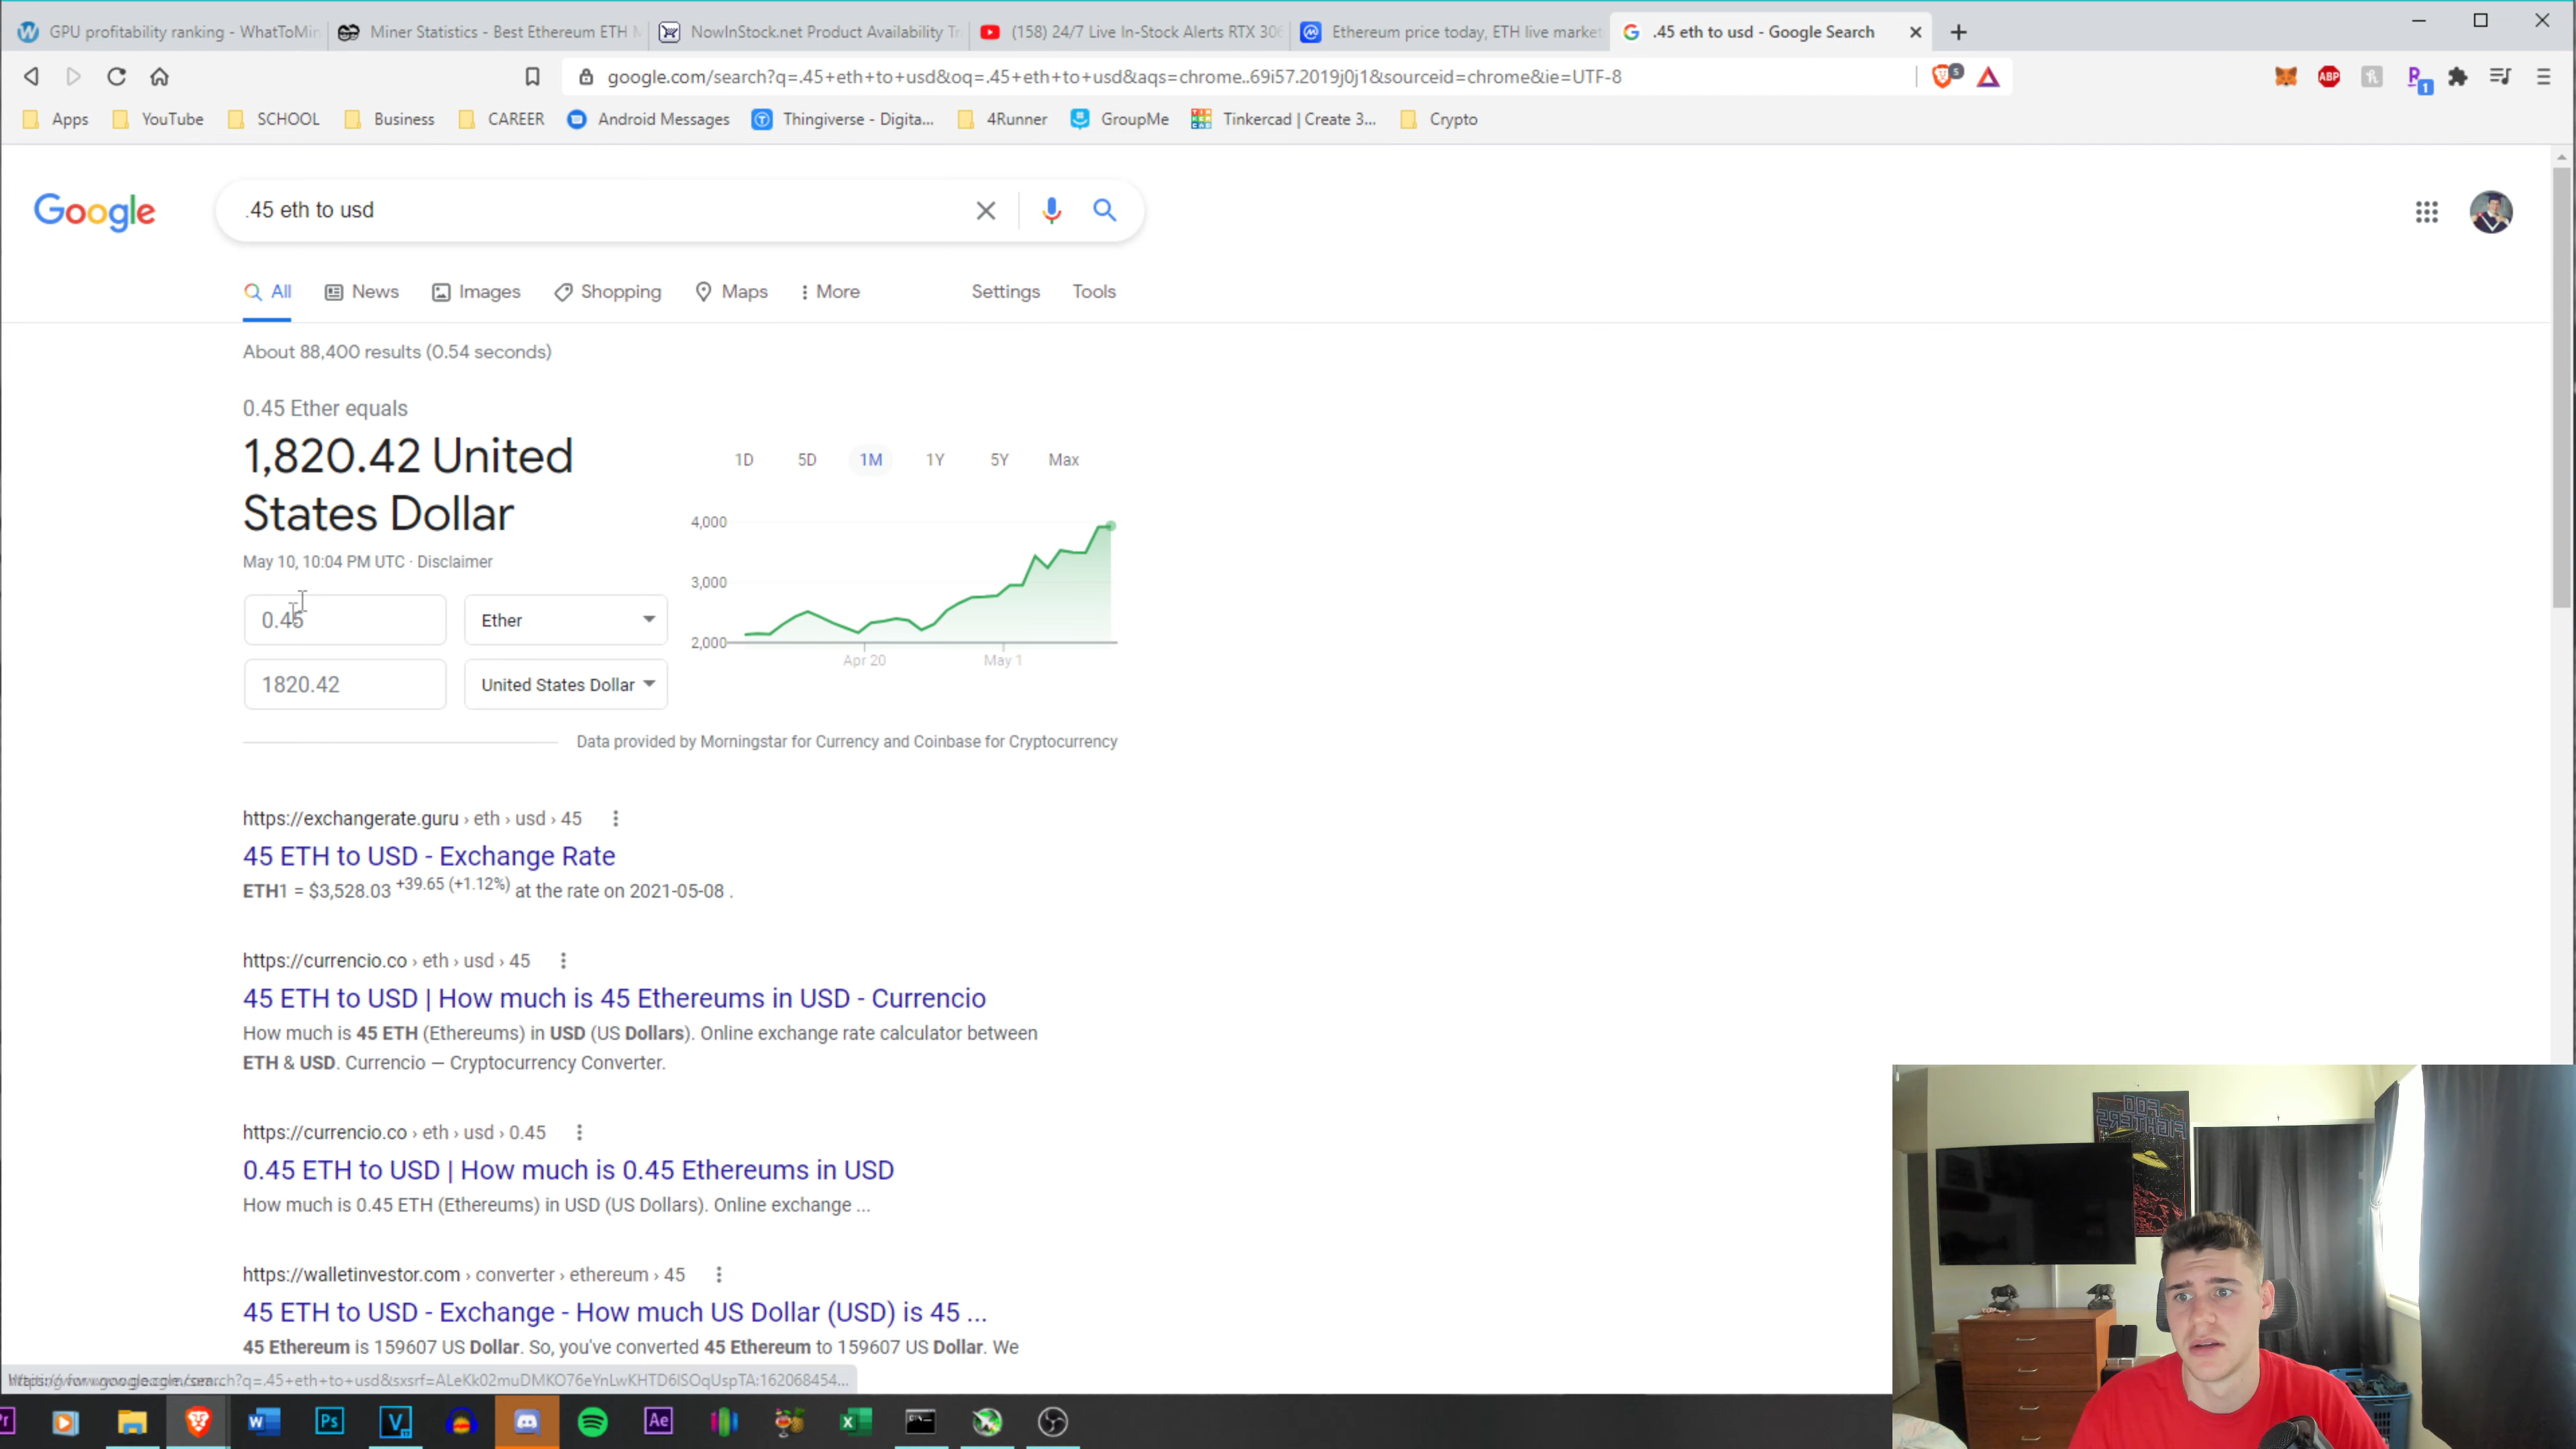 GPU profitability ranking - WhatToMin
Miner Statistics - Best Ethereum ETH M
NowInStock.net Product Availability Tr
(158) 24/7 Live In-Stock Alerts RTX 306
Ethereum price today, ETH live market
.45 eth to usd - Google Search
google.com/search?q=.45+eth+to+usd&oq=.45+eth+to+usd&aqs=chrome..69i57.2019j0j1&sourceid=chrome&ie=UTF-8
5
ABP
1
Apps
YouTube
SCHOOL
Business
CAREER
Android Messages
Thingiverse - Digita...
4Runner
GroupMe
Tinkercad | Create 3...
Crypto
Google
.45 eth to usd
All
News
Images
Shopping
Maps
More
Settings
Tools
About 88,400 results (0.54 seconds)
0.45 Ether equals
1,820.42 United
States Dollar
May 10, 10:04 PM UTC · Disclaimer
0.45
Ether
1820.42
United States Dollar
1D
5D
1M
1Y
5Y
Max
4,000
3,000
2,000
Apr 20
May 1
Data provided by Morningstar for Currency and Coinbase for Cryptocurrency
https://exchangerate.guru › eth › usd › 45
45 ETH to USD - Exchange Rate
ETH1 = $3,528.03 +39.65 (+1.12%) at the rate on 2021-05-08 .
https://currencio.co › eth › usd › 45
45 ETH to USD | How much is 45 Ethereums in USD - Currencio
How much is 45 ETH (Ethereums) in USD (US Dollars). Online exchange rate calculator between
ETH & USD. Currencio — Cryptocurrency Converter.
https://currencio.co › eth › usd › 0.45
0.45 ETH to USD | How much is 0.45 Ethereums in USD
How much is 0.45 ETH (Ethereums) in USD (US Dollars). Online exchange ...
https://walletinvestor.com › converter › ethereum › 45
45 ETH to USD - Exchange - How much US Dollar (USD) is 45 ...
45 Ethereum is 159607 US Dollar. So, you've converted 45 Ethereum to 159607 US Dollar. We
FOO
FIGHTERS
Ps
Ae